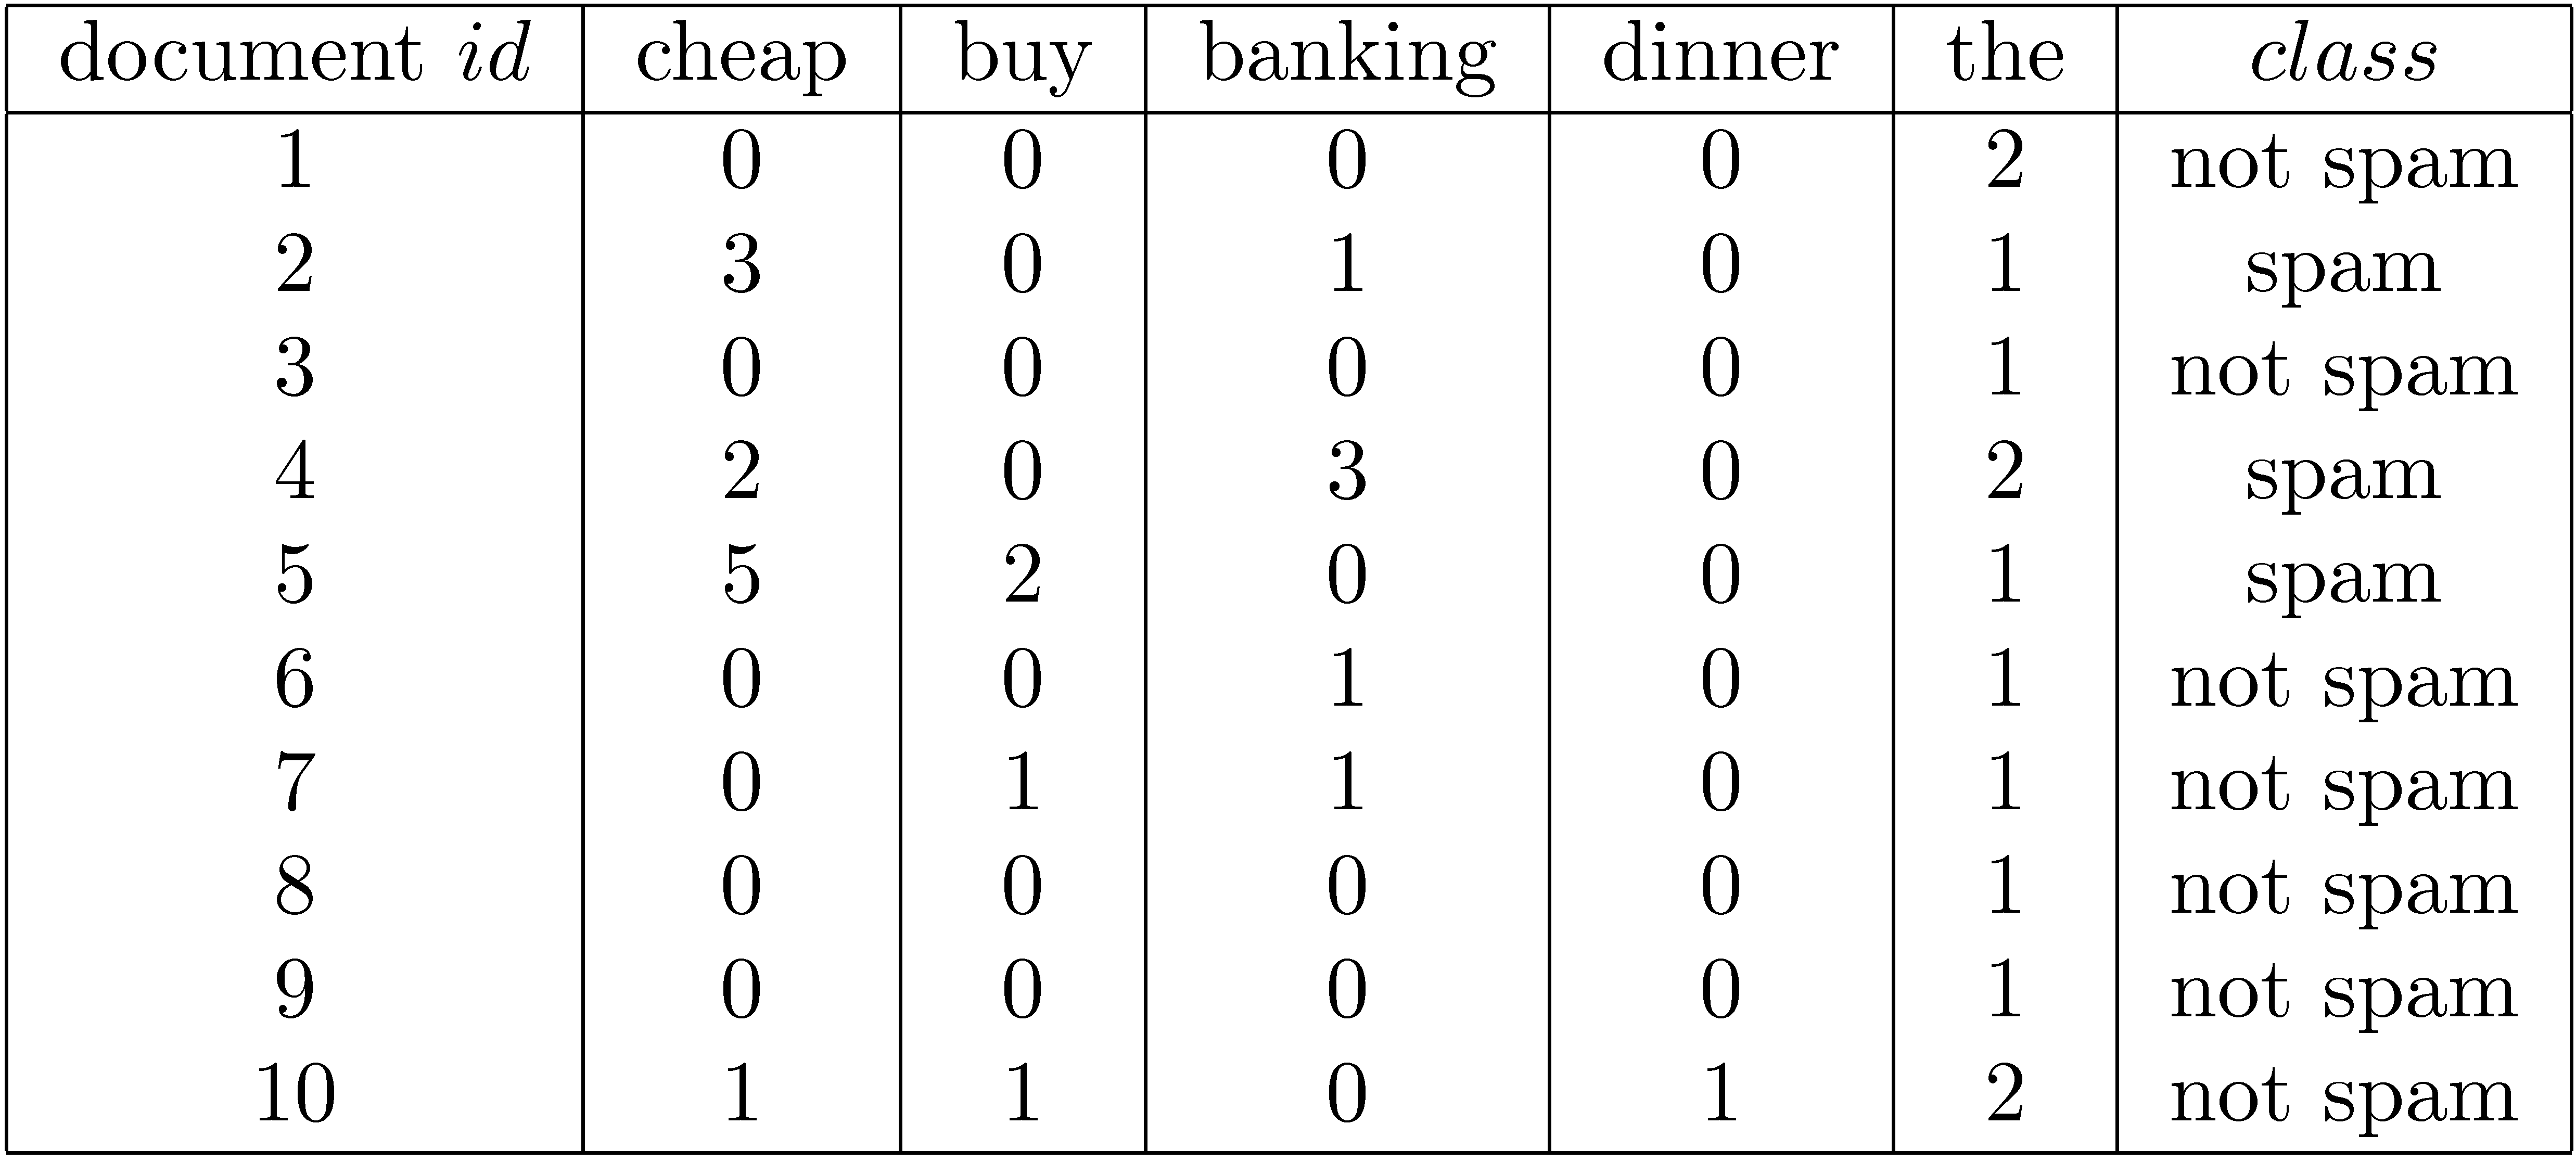 document id cheap buy banking dinner the class
1 0 0 0 0 2 not spam
2 3 0 1 0 1 spam
3 0 0 0 0 1 not spam
4 2 0 3 0 2 spam
5 5 2 0 0 1 spam
6 0 0 1 0 1 not spam
7 0 1 1 0 1 not spam
8 0 0 0 0 1 not spam
9 0 0 0 0 1 not spam
10 1 1 0 1 2 not spam